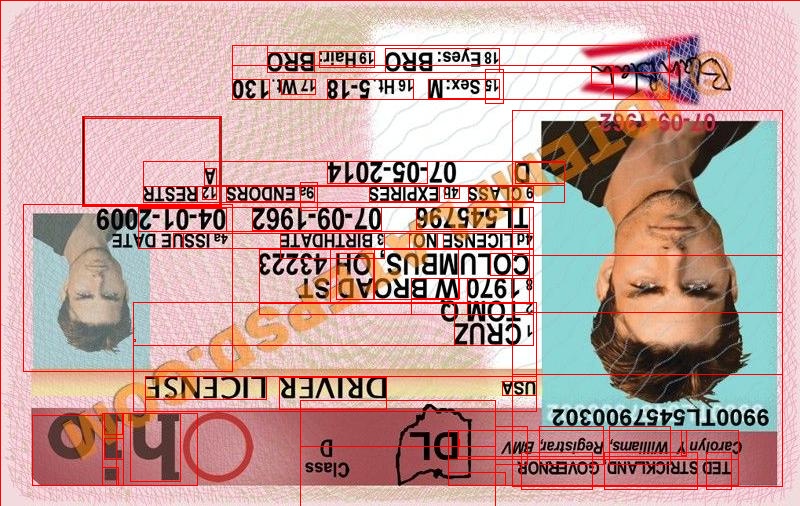 Ohio
Class
D
DL
TED STRICKLAND, GOVERNOR
Carolyn Y Williams, Registrar, BMV
9900TL5457900302
DRIVER LICENSE
USA
1 CRUZ
2 TOM Q
8 1970 W BROAD ST
COLUMBUS, OH 43223
4d LICENSE NO 3 BIRTHDATE 4a ISSUE DATE
TL545796 07-09-1962 04-01-2009
9 CLASS 4b EXPIRES 9a ENDORS 12 RESTR
D 07-05-2014 A
07-09-1962
15 Sex: M 16 Ht. 5-18 17 Wt. 130
18 Eyes: BRO 19 Hair: BRO